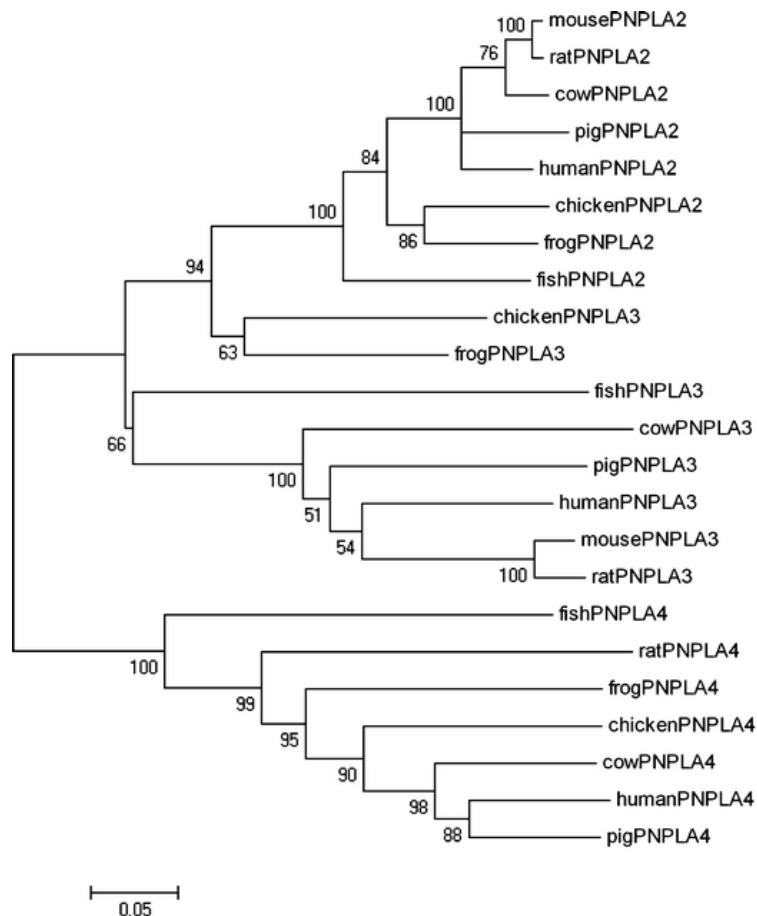 100
mousePNPLA2
76
ratPNPLA2
cowPNPLA2
100
pigPNPLA2
84
humanPNPLA2
100
chickenPNPLA2
86
frogPNPLA2
94
fishPNPLA2
chickenPNPLA3
63
frogPNPLA3
fishPNPLA3
66
cowPNPLA3
100
pigPNPLA3
51
humanPNPLA3
54
mousePNPLA3
100
ratPNPLA3
fishPNPLA4
100
ratPNPLA4
99
frogPNPLA4
95
chickenPNPLA4
90
cowPNPLA4
98
humanPNPLA4
88
pigPNPLA4
0.05